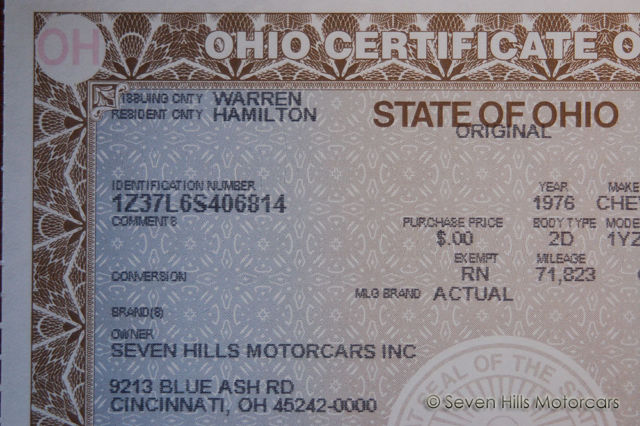 OH
OHIO CERTIFICATE O
ISSUING CNTY WARREN
RESIDENT CNTY HAMILTON
STATE OF OHIO
ORIGINAL
IDENTIFICATION NUMBER YEAR MAKE
1Z37L6S406814 1976 CHE
COMMENTS PURCHASE PRICE BODY TYPE MODE
$.00 2D 1YZ
EXEMPT MILEAGE
CONVERSION RN 71,823
MLG BRAND ACTUAL
BRAND(S)
OWNER
SEVEN HILLS MOTORCARS INC
9213 BLUE ASH RD
CINCINNATI, OH 45242-0000
© Seven Hills Motorcars